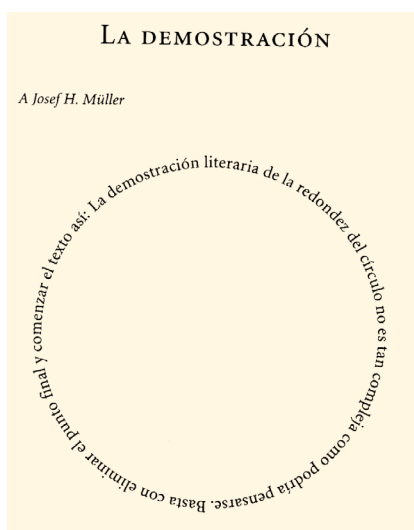 LA DEMOSTRACIÓN
A Josef H. Müller
La demostración literaria de la redondez del círculo no es tan compleja como podría pensarse. Basta con eliminar el punto final y comenzar el texto así: